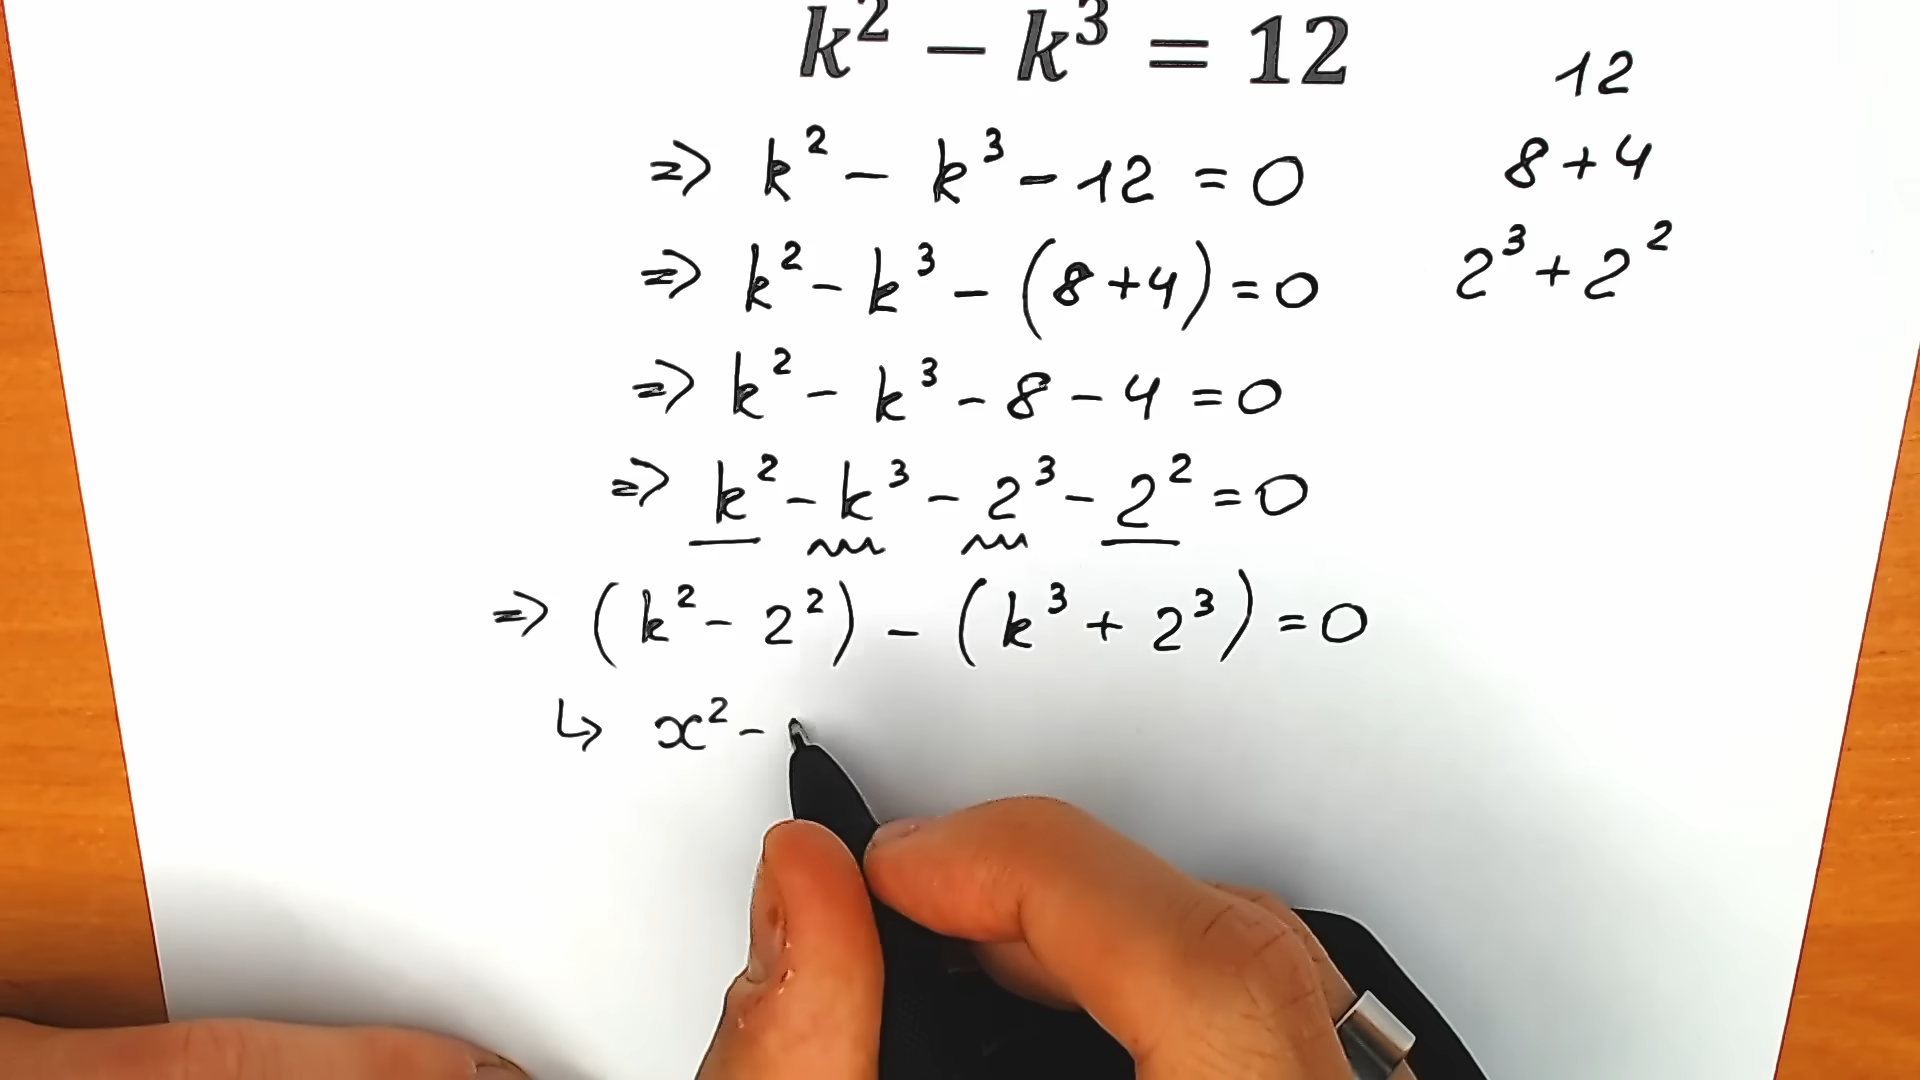 k² − k³ = 12
=> k² − k³ − 12 = 0
=> k² − k³ − (8 + 4) = 0
=> k² − k³ − 8 − 4 = 0
=> k² − k³ − 2³ − 2² = 0
=> (k² − 2²) − (k³ + 2³) = 0
↳ x² −
12
8 + 4
2³ + 2²